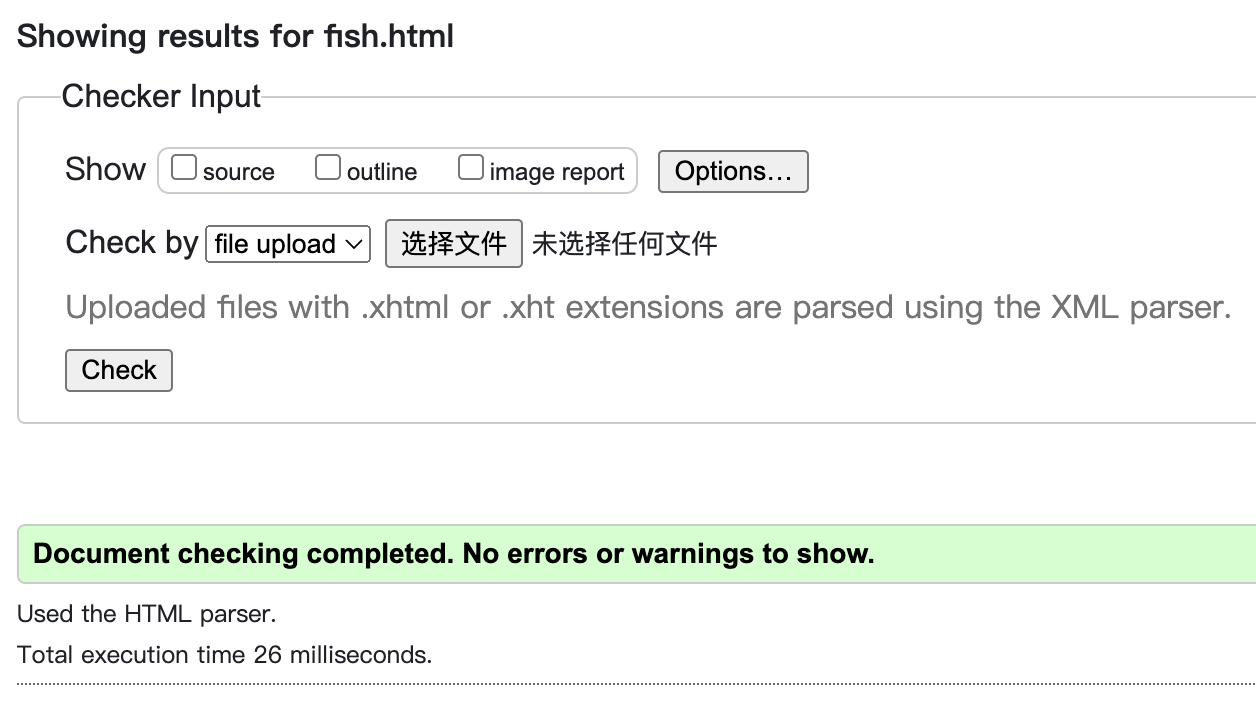 Showing results for fish.html
Checker Input
Show source outline image report Options...
Check by file upload 选择文件 未选择任何文件
Uploaded files with .xhtml or .xht extensions are parsed using the XML parser.
Check
Document checking completed. No errors or warnings to show.
Used the HTML parser.
Total execution time 26 milliseconds.